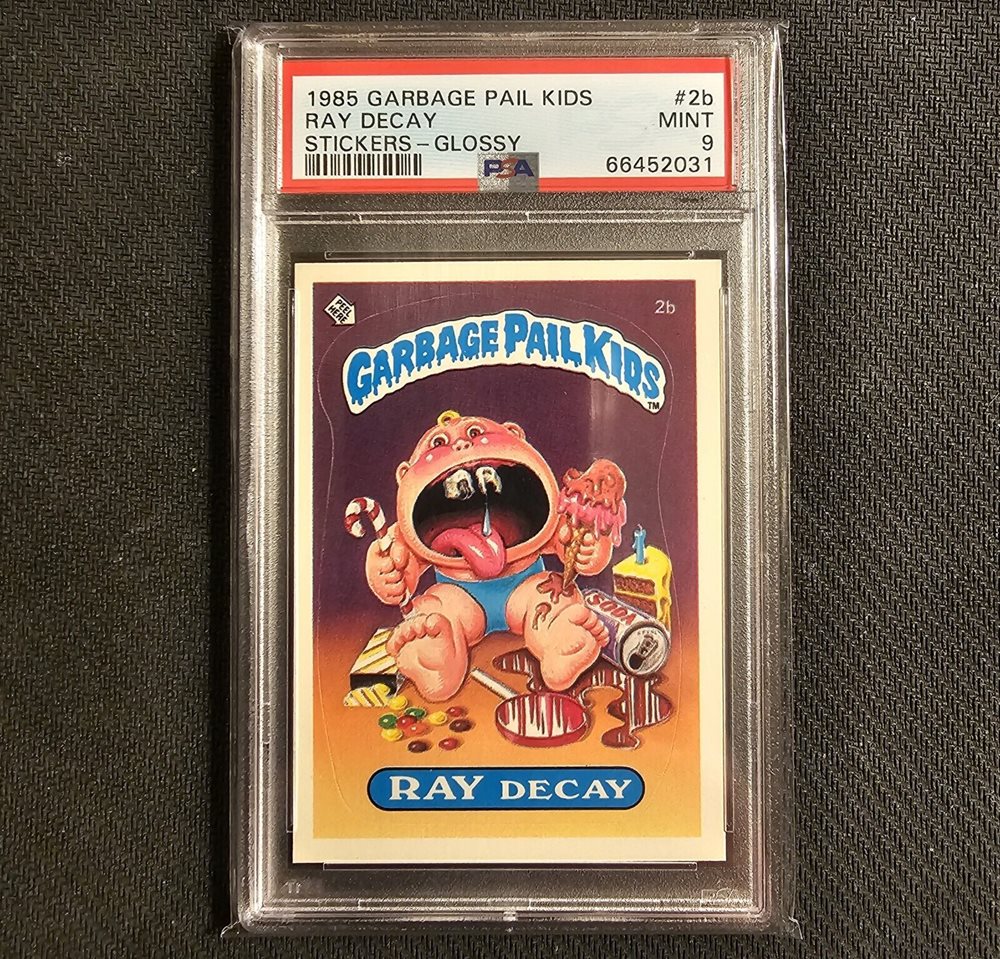 1985 GARBAGE PAIL KIDS #2b
RAY DECAY MINT
STICKERS – GLOSSY 9
PSA 66452031
PEEL HERE
2b
GARBAGE PAIL KIDS
TM
SODA
RAY DECAY